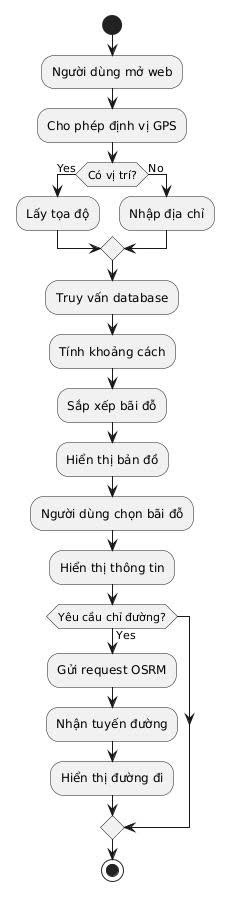 Người dùng mở web
Cho phép định vị GPS
Có vị trí?
Yes
No
Lấy tọa độ
Nhập địa chỉ
Truy vấn database
Tính khoảng cách
Sắp xếp bãi đỗ
Hiển thị bản đồ
Người dùng chọn bãi đỗ
Hiển thị thông tin
Yêu cầu chỉ đường?
Yes
Gửi request OSRM
Nhận tuyến đường
Hiển thị đường đi